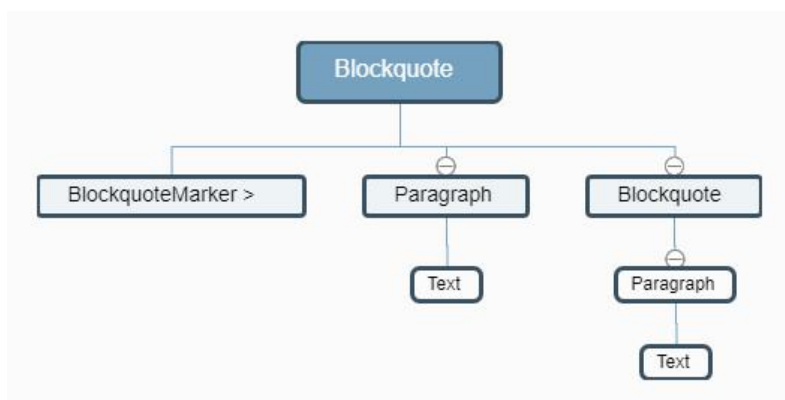 Blockquote
BlockquoteMarker >
Paragraph
Blockquote
Text
Paragraph
Text